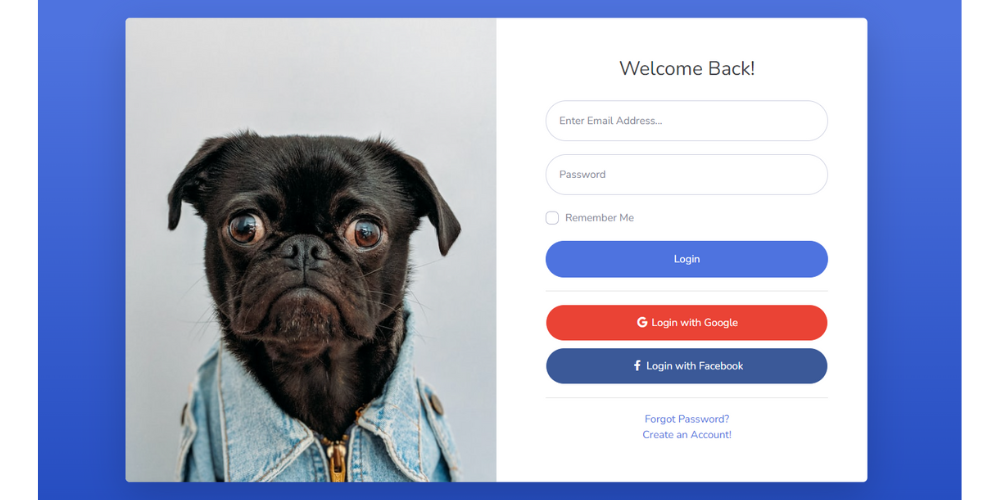 Welcome Back!
Enter Email Address...
Password
Remember Me
Login
Login with Google
Login with Facebook
Forgot Password?
Create an Account!